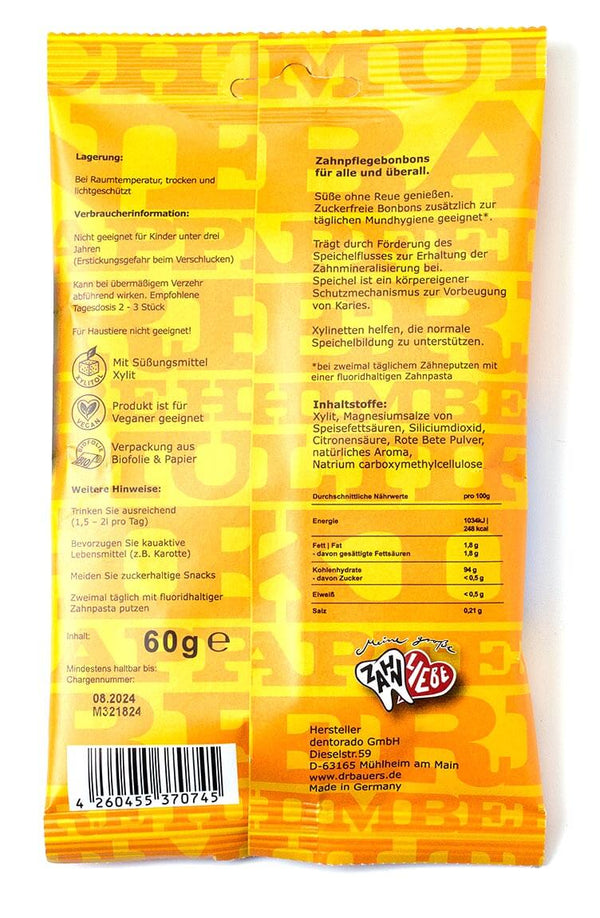 Lagerung:
Bei Raumtemperatur, trocken und
lichtgeschützt
Verbraucherinformation:
Nicht geeignet für Kinder unter drei
Jahren
(Erstickungsgefahr beim Verschlucken)
Kann bei übermäßigem Verzehr
abführend wirken. Empfohlene
Tagesdosis 2 - 3 Stück
Für Haustiere nicht geeignet!
XYLITOL
Mit Süßungsmittel
Xylit
VEGAN
Produkt ist für
Veganer geeignet
BIOFOLIE
Verpackung aus
Biofolie & Papier
Weitere Hinweise:
Trinken Sie ausreichend
(1,5 – 2l pro Tag)
Bevorzugen Sie kauaktive
Lebensmittel (z.B. Karotte)
Meiden Sie zuckerhaltige Snacks
Zweimal täglich mit fluoridhaltiger
Zahnpasta putzen
Inhalt:
60g e
Mindestens haltbar bis:
Chargennummer:
08.2024
M321824
4 260455 370745
Zahnpflegebonbons
für alle und überall.
Süße ohne Reue genießen.
Zuckerfreie Bonbons zusätzlich zur
täglichen Mundhygiene geeignet*.
Trägt durch Förderung des
Speichelflusses zur Erhaltung der
Zahnmineralisierung bei.
Speichel ist ein körpereigener
Schutzmechanismus zur Vorbeugung
von Karies.
Xylinetten helfen, die normale
Speichelbildung zu unterstützen.
*bei zweimal täglichem Zähneputzen mit
einer fluoridhaltigen Zahnpasta
Inhaltsstoffe:
Xylit, Magnesiumsalze von
Speisefettsäuren, Siliciumdioxid,
Citronensäure, Rote Bete Pulver,
natürliches Aroma,
Natrium carboxymethylcellulose
Durchschnittliche Nährwerte pro 100g
Energie 1034kJ |
248 kcal
Fett | Fat 1,8 g
- davon gesättigte Fettsäuren 1,8 g
Kohlenhydrate 94 g
- davon Zucker < 0,5 g
Eiweiß < 0,5 g
Salz 0,21 g
Meine große
ZAHN LIEBE
Hersteller
dentorado GmbH
Dieselstr.59
D-63165 Mühlheim am Main
www.drbauers.de
Made in Germany